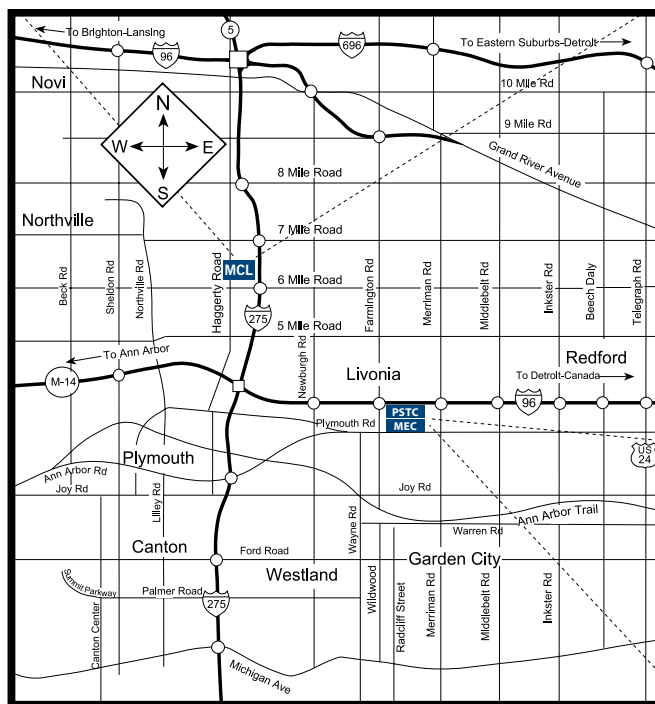 To Brighton-Lansing
5
96
696
To Eastern Suburbs-Detroit
Novi
10 Mile Rd
9 Mile Rd
Grand River Avenue
N
W
E
S
8 Mile Road
Northville
7 Mile Road
MCL
6 Mile Road
Beck Rd
Sheldon Rd
Northville Rd
Haggerty Road
275
Farmington Rd
Merriman Rd
Middlebelt Rd
Inkster Rd
Beech Daly
Telegraph Rd
5 Mile Road
To Ann Arbor
Newburgh Rd
Livonia
Redford
M-14
To Detroit-Canada
96
PSTC
MEC
Plymouth Rd
US
24
Plymouth
Ann Arbor Rd
Joy Rd
Lilley Rd
Joy Rd
Ann Arbor Trail
Wayne Rd
Warren Rd
Canton
Ford Road
Garden City
Westland
Summit Parkway
Palmer Road
275
Canton Center
Wildwood
Radcliff Street
Merriman Rd
Middlebelt Rd
Inkster Rd
Michigan Ave